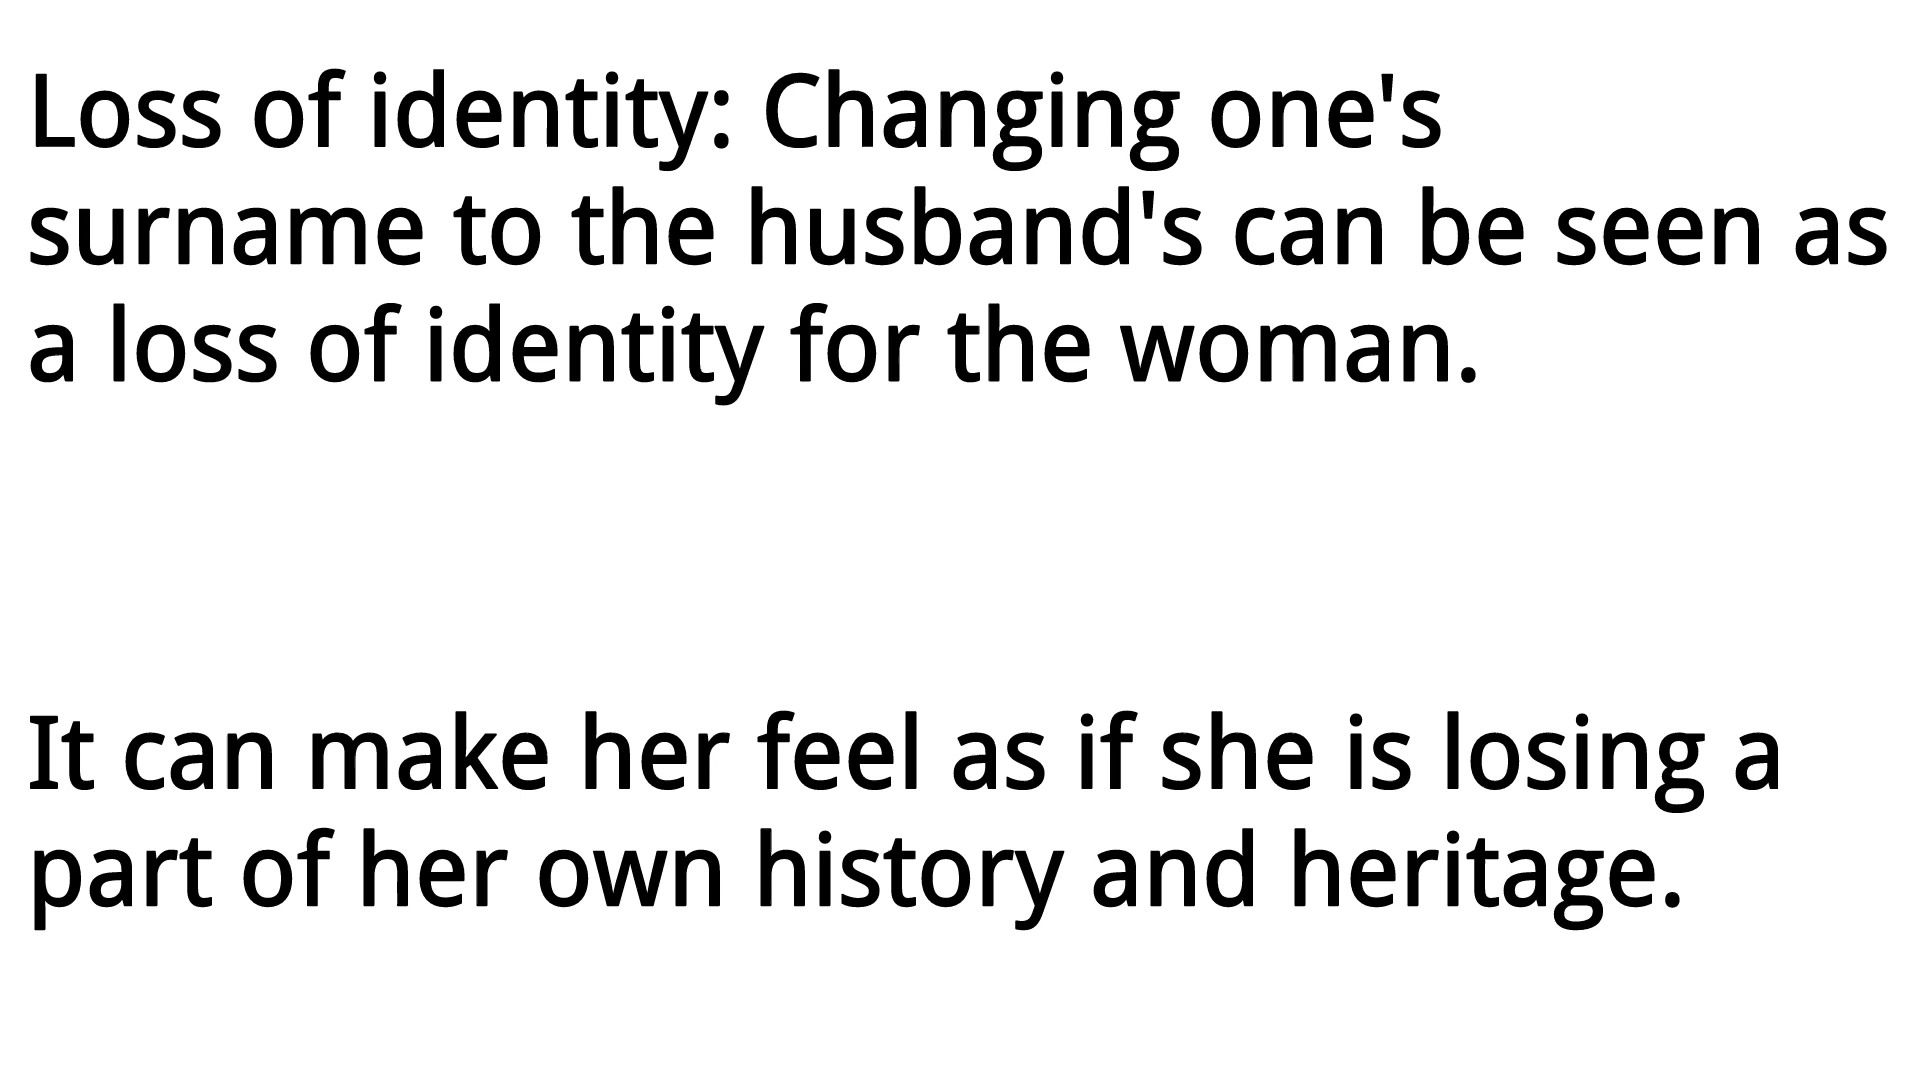 Loss of identity: Changing one's
surname to the husband's can be seen as
a loss of identity for the woman.
It can make her feel as if she is losing a
part of her own history and heritage.